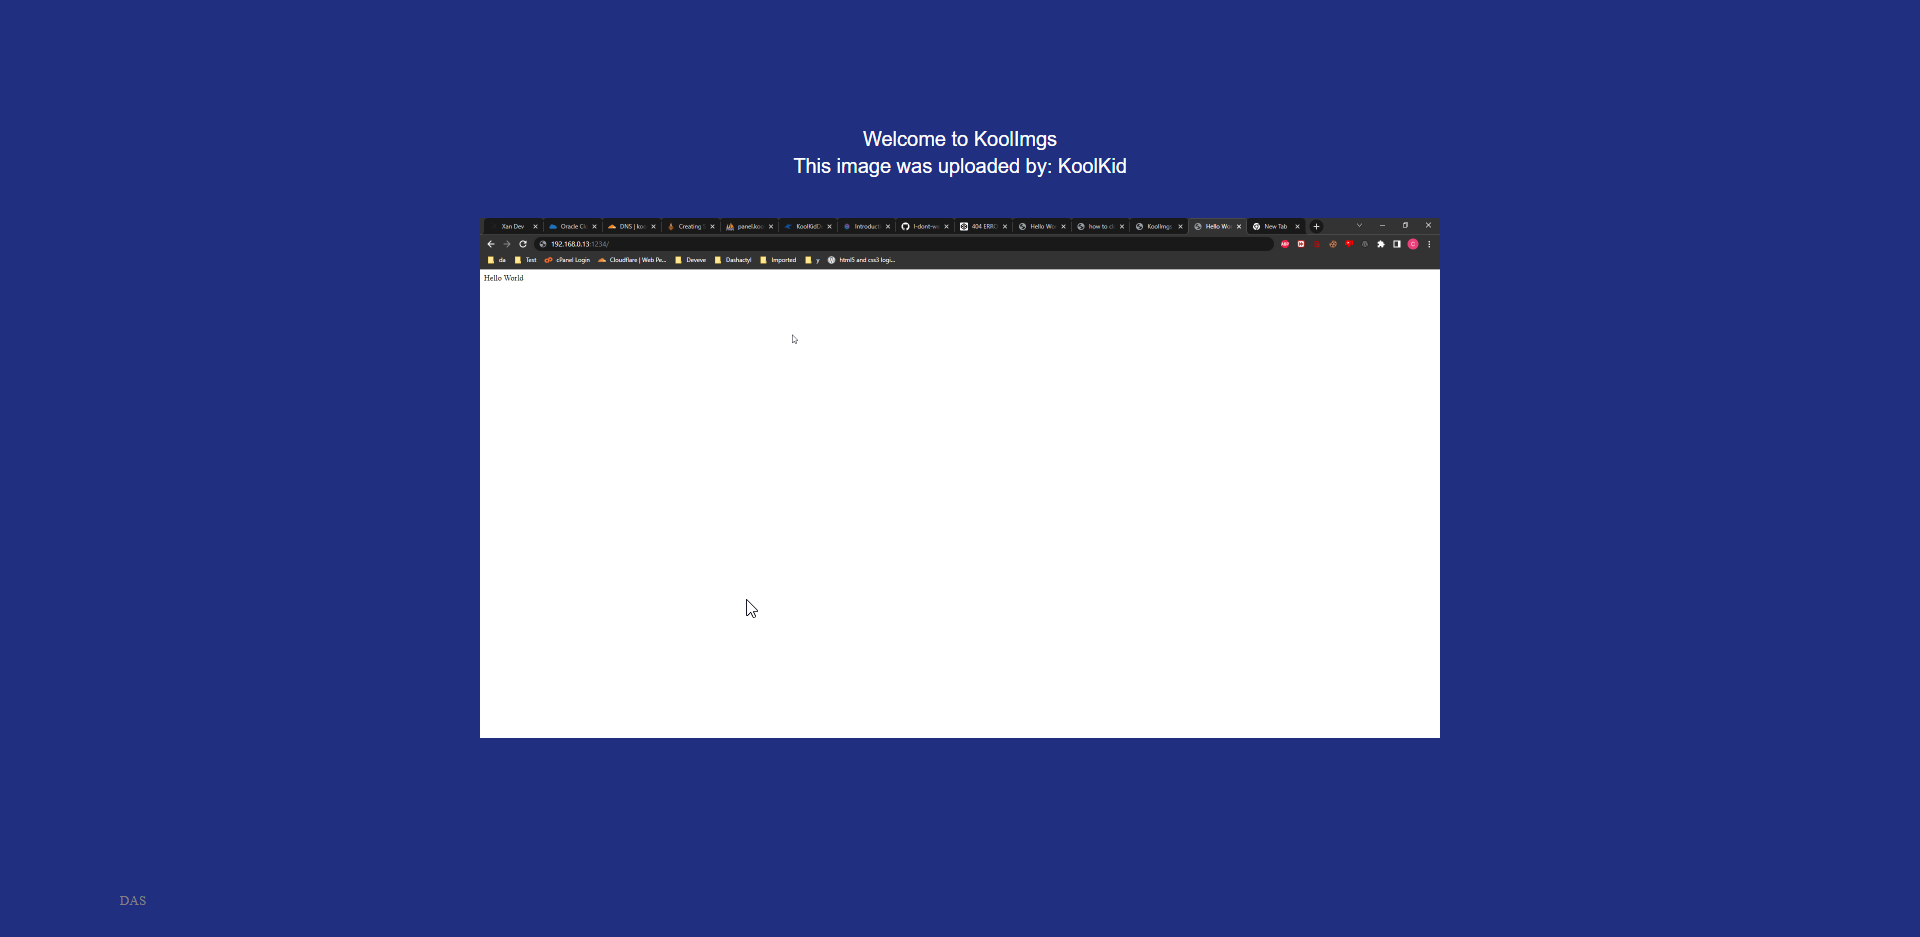 Welcome to KoolImgs
This image was uploaded by: KoolKid
Xan Dev
Oracle Cl
DNS | koo
Creating
panel.koo
KoolKidD
Introducti
I-dont-wa
404 ERRO
Hello Wo
how to cl
KoolImgs
Hello Wo
New Tab
192.168.0.13:1234/
da
Test
cPanel Login
Cloudflare | Web Pe...
Deveve
Dashactyl
Imported
y
html5 and css3 logi...
Hello World
DAS